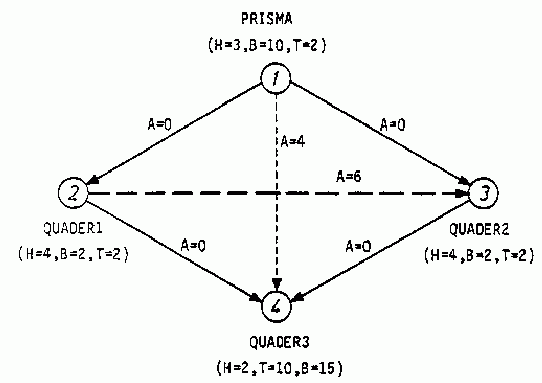 PRISMA
(H=3,B=10,T=2)
1
A=0
A=0
A=4
A=6
2
3
QUADER1
(H=4,B=2,T=2)
QUADER2
(H=4,B=2,T=2)
A=0
A=0
4
QUADER3
(H=2,T=10,B=15)